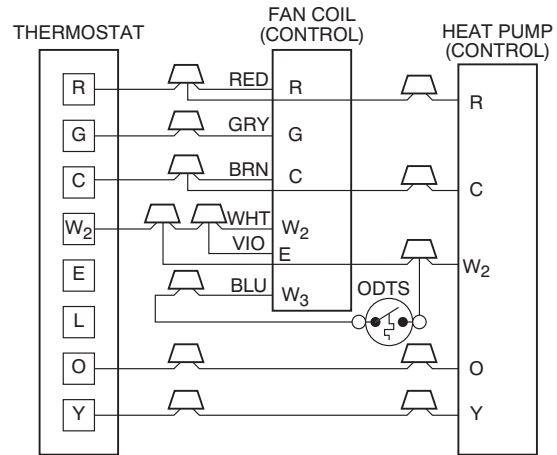 FAN COIL
(CONTROL)
THERMOSTAT
HEAT PUMP
(CONTROL)
R
RED
R
R
G
GRY
G
C
BRN
C
C
W2
WHT
W2
VIO
E
W2
E
BLU
W3
ODTS
L
O
O
Y
Y